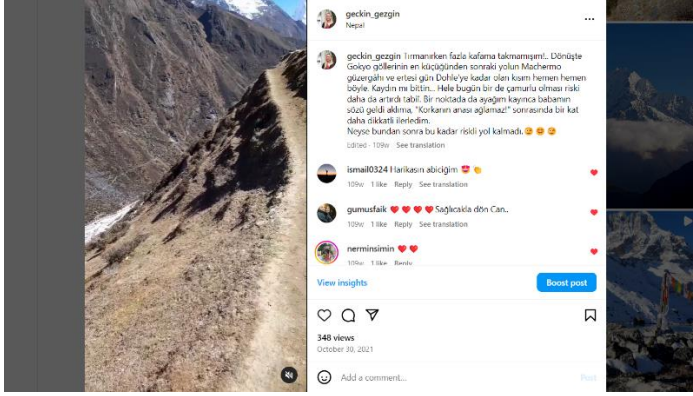 geckin_gezgin
Nepal
geckin_gezgin Tırmanırken fazla kafama takmamışım!.. Dönüşte
Gokyo göllerinin en küçüğünden sonraki yolun Machermo
güzergâhı ve ertesi gün Dohle'ye kadar olan kısım hemen hemen
böyle. Kaydın mı bittin... Hele bugün bir de çamurlu olması riski
daha da artırdı tabii. Bir noktada da ayağım kayınca babamın
sözü geldi aklıma, "Korkanın anası ağlamaz!" sonrasında bir kat
daha dikkatli ilerledim.
Neyse bundan sonra bu kadar riskli yol kalmadı.
Edited · 109w See translation
ismail0324 Harikasın abiciğim
109w 1 like Reply See translation
gumusfaik Sağlıcakla dön Can..
109w 1 like Reply See translation
nerminsimin
109w 1 like Reply
View insights
Boost post
348 views
October 30, 2021
Add a comment...
Post